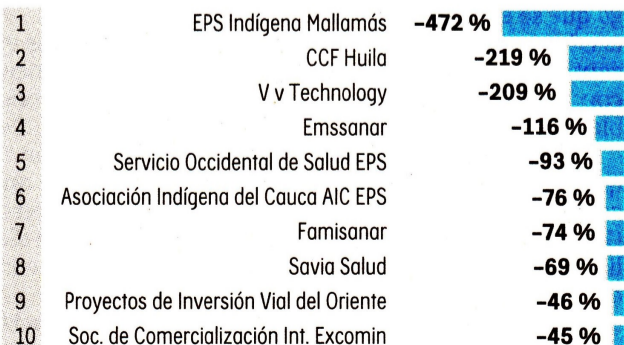 1 EPS Indígena Mallamás -472 %
2 CCF Huila -219 %
3 V v Technology -209 %
4 Emssanar -116 %
5 Servicio Occidental de Salud EPS -93 %
6 Asociación Indígena del Cauca AIC EPS -76 %
7 Famisanar -74 %
8 Savia Salud -69 %
9 Proyectos de Inversión Vial del Oriente -46 %
10 Soc. de Comercialización Int. Excomin -45 %